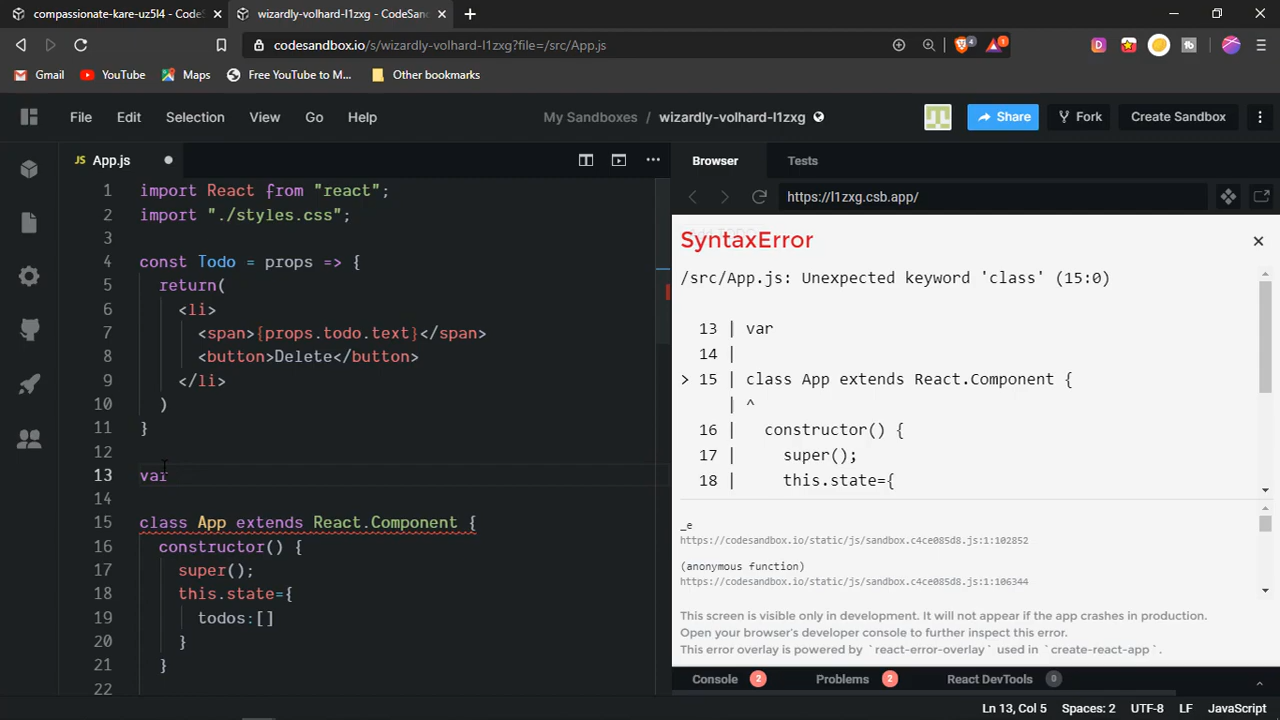 compassionate-kare-uz5l4 - CodeS
wizardly-volhard-l1zxg - CodeSan
codesandbox.io/s/wizardly-volhard-l1zxg?file=/src/App.js
4
1
Gmail
YouTube
Maps
Free YouTube to M...
Other bookmarks
File Edit Selection View Go Help
My Sandboxes / wizardly-volhard-l1zxg
Share
Fork
Create Sandbox
JS App.js
1 import React from "react";
2 import "./styles.css";
3
4 const Todo = props => {
5 return(
6 <li>
7 <span>{props.todo.text}</span>
8 <button>Delete</button>
9 </li>
10 )
11 }
12
13 var
14
15 class App extends React.Component {
16 constructor() {
17 super();
18 this.state={
19 todos:[]
20 }
21 }
22
Browser Tests
https://l1zxg.csb.app/
SyntaxError
/src/App.js: Unexpected keyword 'class' (15:0)
13 | var
14 |
> 15 | class App extends React.Component {
| ^
16 | constructor() {
17 | super();
18 | this.state={
_e
https://codesandbox.io/static/js/sandbox.c4ce085d8.js:1:102852
(anonymous function)
https://codesandbox.io/static/js/sandbox.c4ce085d8.js:1:106344
This screen is visible only in development. It will not appear if the app crashes in production.
Open your browser's developer console to further inspect this error.
This error overlay is powered by `react-error-overlay` used in `create-react-app`.
Console 2 Problems 2 React DevTools 0
Ln 13, Col 5 Spaces: 2 UTF-8 LF JavaScript